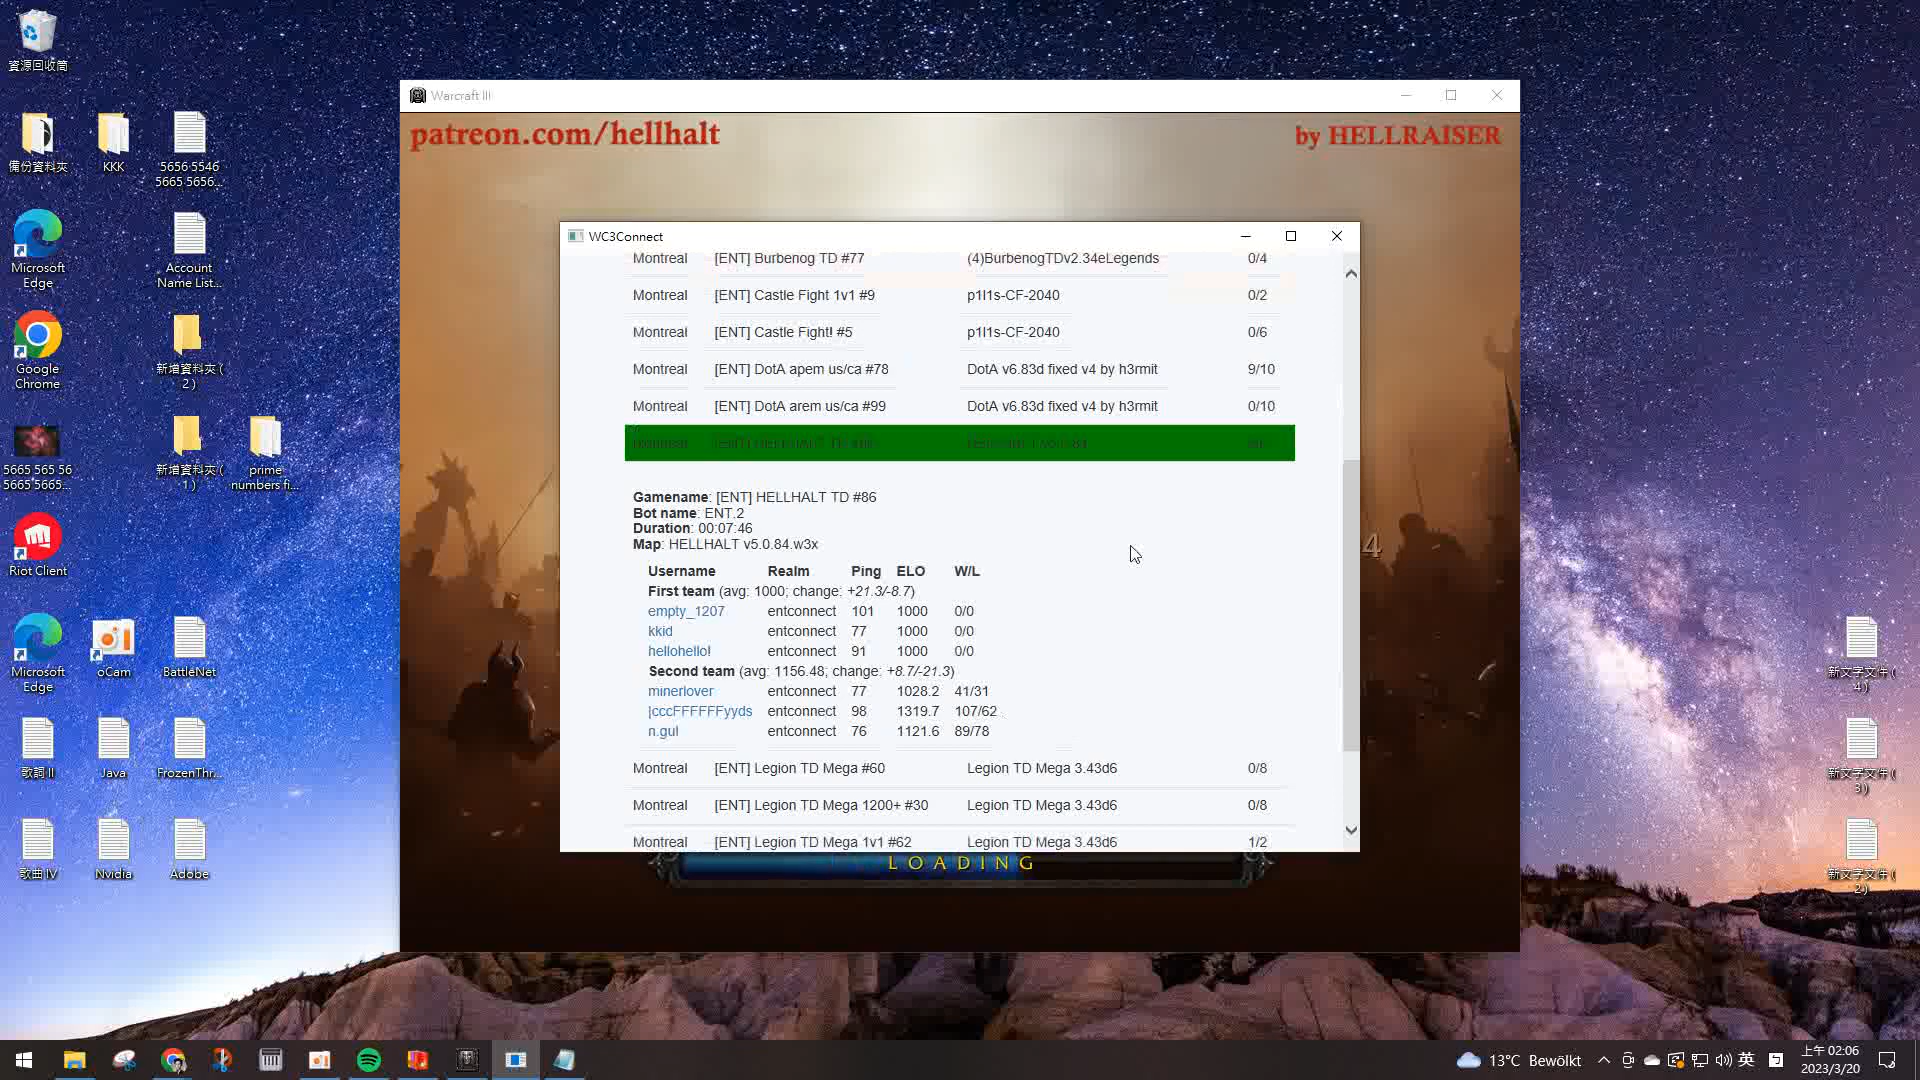 資源回收筒
備份資料夾
KKK
5656 5546
5665 5656...
Microsoft
Edge
Account
Name List...
Google
Chrome
新增資料夾 (
2 )
5665 565 56
5665 5665...
新增資料夾 (
1 )
prime
numbers fi...
Riot Client
Microsoft
Edge
oCam
BattleNet
歌詞 II
Java
FrozenThr...
歌曲 IV
Nvidia
Adobe
Warcraft III
patreon.com/hellhalt
by HELLRAISER
WC3Connect
Montreal [ENT] Burbenog TD #77 (4)BurbenogTDv2.34eLegends 0/4
Montreal [ENT] Castle Fight 1v1 #9 p1l1s-CF-2040 0/2
Montreal [ENT] Castle Fight! #5 p1l1s-CF-2040 0/6
Montreal [ENT] DotA apem us/ca #78 DotA v6.83d fixed v4 by h3rmit 9/10
Montreal [ENT] DotA arem us/ca #99 DotA v6.83d fixed v4 by h3rmit 0/10
Montreal [ENT] HELLHALT TD
Gamename: [ENT] HELLHALT TD #86
Bot name: ENT.2
Duration: 00:07:46
Map: HELLHALT v5.0.84.w3x
Username Realm Ping ELO W/L
First team (avg: 1000; change: +21.3/-8.7)
empty_1207 entconnect 101 1000 0/0
kkid entconnect 77 1000 0/0
hellohello! entconnect 91 1000 0/0
Second team (avg: 1156.48; change: +8.7/-21.3)
minerlover entconnect 77 1028.2 41/31
|cccFFFFFFyyds entconnect 98 1319.7 107/62
n.gul entconnect 76 1121.6 89/78
Montreal [ENT] Legion TD Mega #60 Legion TD Mega 3.43d6 0/8
Montreal [ENT] Legion TD Mega 1200+ #30 Legion TD Mega 3.43d6 0/8
Montreal [ENT] Legion TD Mega 1v1 #62 Legion TD Mega 3.43d6 1/2
4
LOADING
新文字文件 (
4 )
新文字文件 (
3 )
新文字文件 (
2 )
13°C Bewölkt
英
上午 02:06
2023/3/20